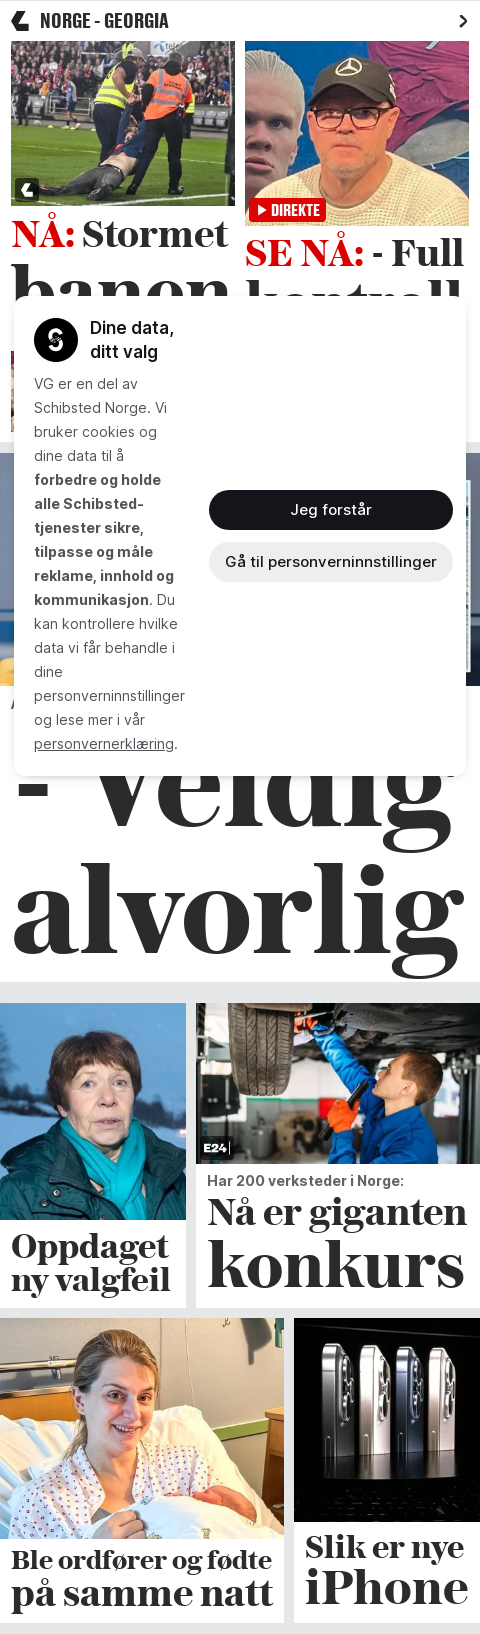 NORGE - GEORGIA
NÅ: Stormet
banen
DIREKTE
SE NÅ: - Full
kontroll
Dine data,
ditt valg
VG er en del av
Schibsted Norge. Vi
bruker cookies og
dine data til å
forbedre og holde
alle Schibsted-
tjenester sikre,
tilpasse og måle
reklame, innhold og
kommunikasjon. Du
kan kontrollere hvilke
data vi får behandle i
dine
personverninnstillinger
og lese mer i vår
personvernerklæring.
Jeg forstår
Gå til personverninnstillinger
- Veldig
alvorlig
Oppdaget
ny valgfeil
E24
Har 200 verksteder i Norge:
Nå er giganten
konkurs
Ble ordfører og fødte
på samme natt
Slik er nye
iPhone